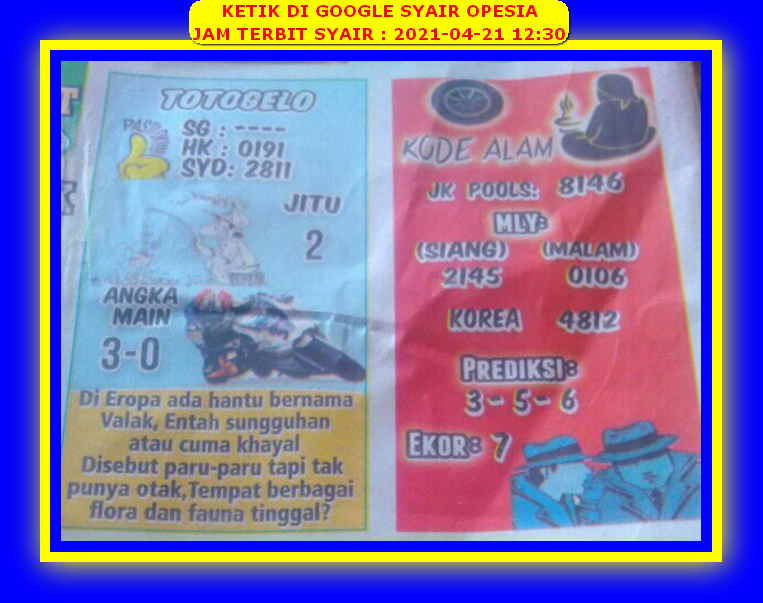 KETIK DI GOOGLE SYAIR OPESIA
JAM TERBIT SYAIR : 2021-04-21 12:30
TOTOGELO
SG : ----
HK : 0191
SYD: 2811
JITU
2
ANGKA
MAIN
3-0
Di Eropa ada hantu bernama
Valak, Entah sungguhan
atau cuma khayal
Disebut paru-paru tapi tak
punya otak,Tempat berbagai
flora dan fauna tinggal?
KODE ALAM
JK POOLS: 8146
MLY:
(SIANG) (MALAM)
2145 0106
KOREA 4812
PREDIKSI:
3 - 5 - 6
EKOR: 7